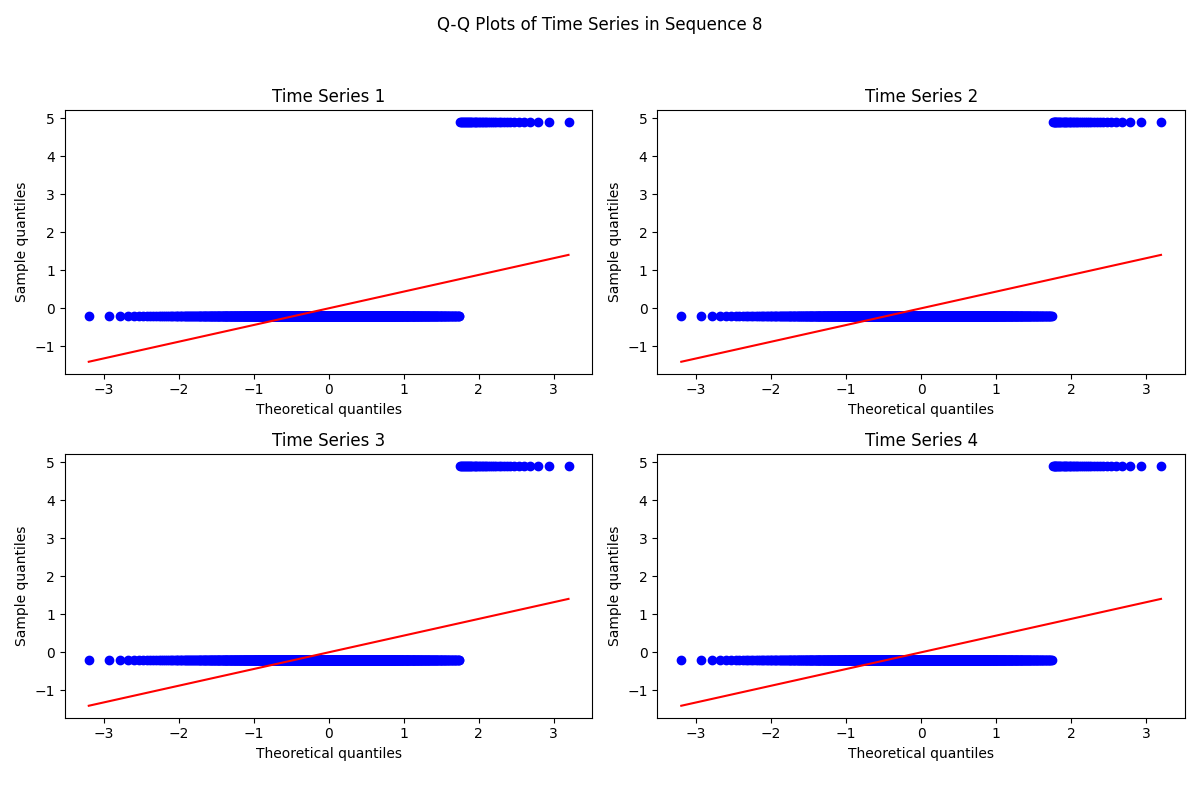 Q-Q Plots of Time Series in Sequence 8
Time Series 1
Sample quantiles
5
4
3
2
1
0
−1
−3 −2 −1 0 1 2 3
Theoretical quantiles
Time Series 2
Sample quantiles
5
4
3
2
1
0
−1
−3 −2 −1 0 1 2 3
Theoretical quantiles
Time Series 3
Sample quantiles
5
4
3
2
1
0
−1
−3 −2 −1 0 1 2 3
Theoretical quantiles
Time Series 4
Sample quantiles
5
4
3
2
1
0
−1
−3 −2 −1 0 1 2 3
Theoretical quantiles